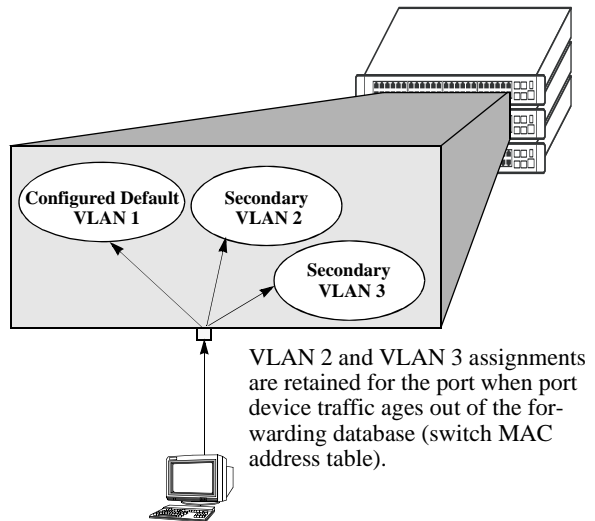 Configured Default
VLAN 1
Secondary
VLAN 2
Secondary
VLAN 3
VLAN 2 and VLAN 3 assignments
are retained for the port when port
device traffic ages out of the for-
warding database (switch MAC
address table).